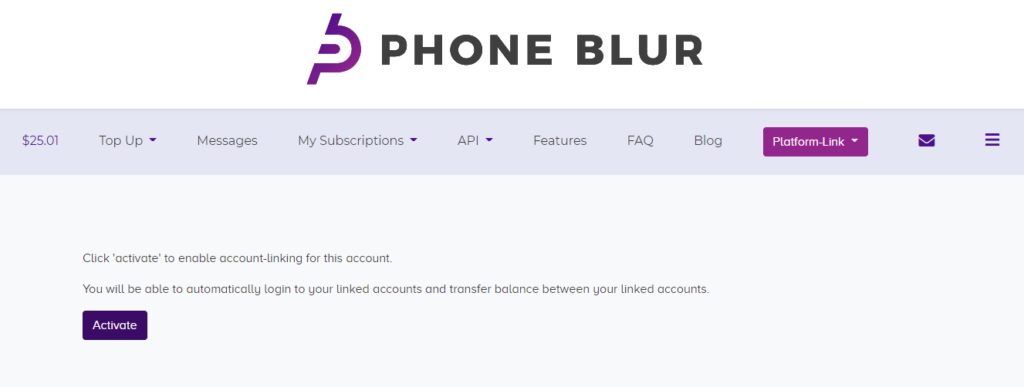 PHONE BLUR
$25.01 Top Up Messages My Subscriptions API Features FAQ Blog Platform-Link
Click 'activate' to enable account-linking for this account.
You will be able to automatically login to your linked accounts and transfer balance between your linked accounts.
Activate